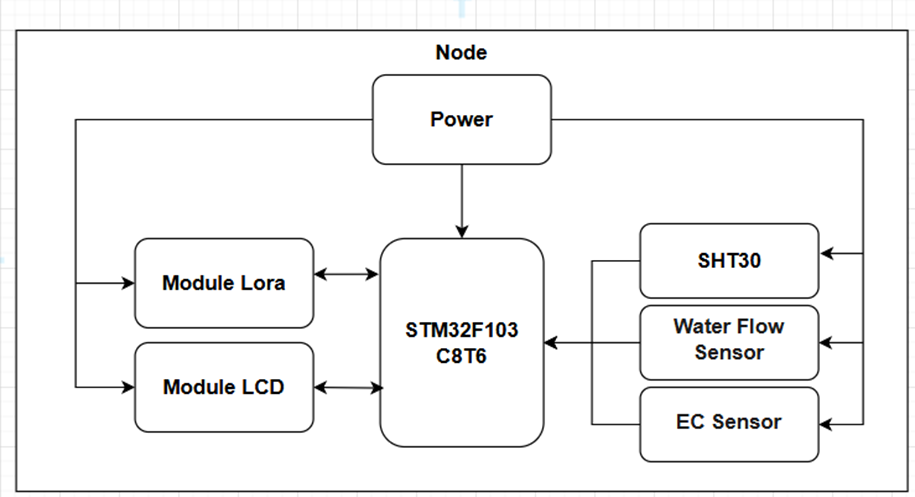 Node
Power
Module Lora
Module LCD
STM32F103
C8T6
SHT30
Water Flow
Sensor
EC Sensor